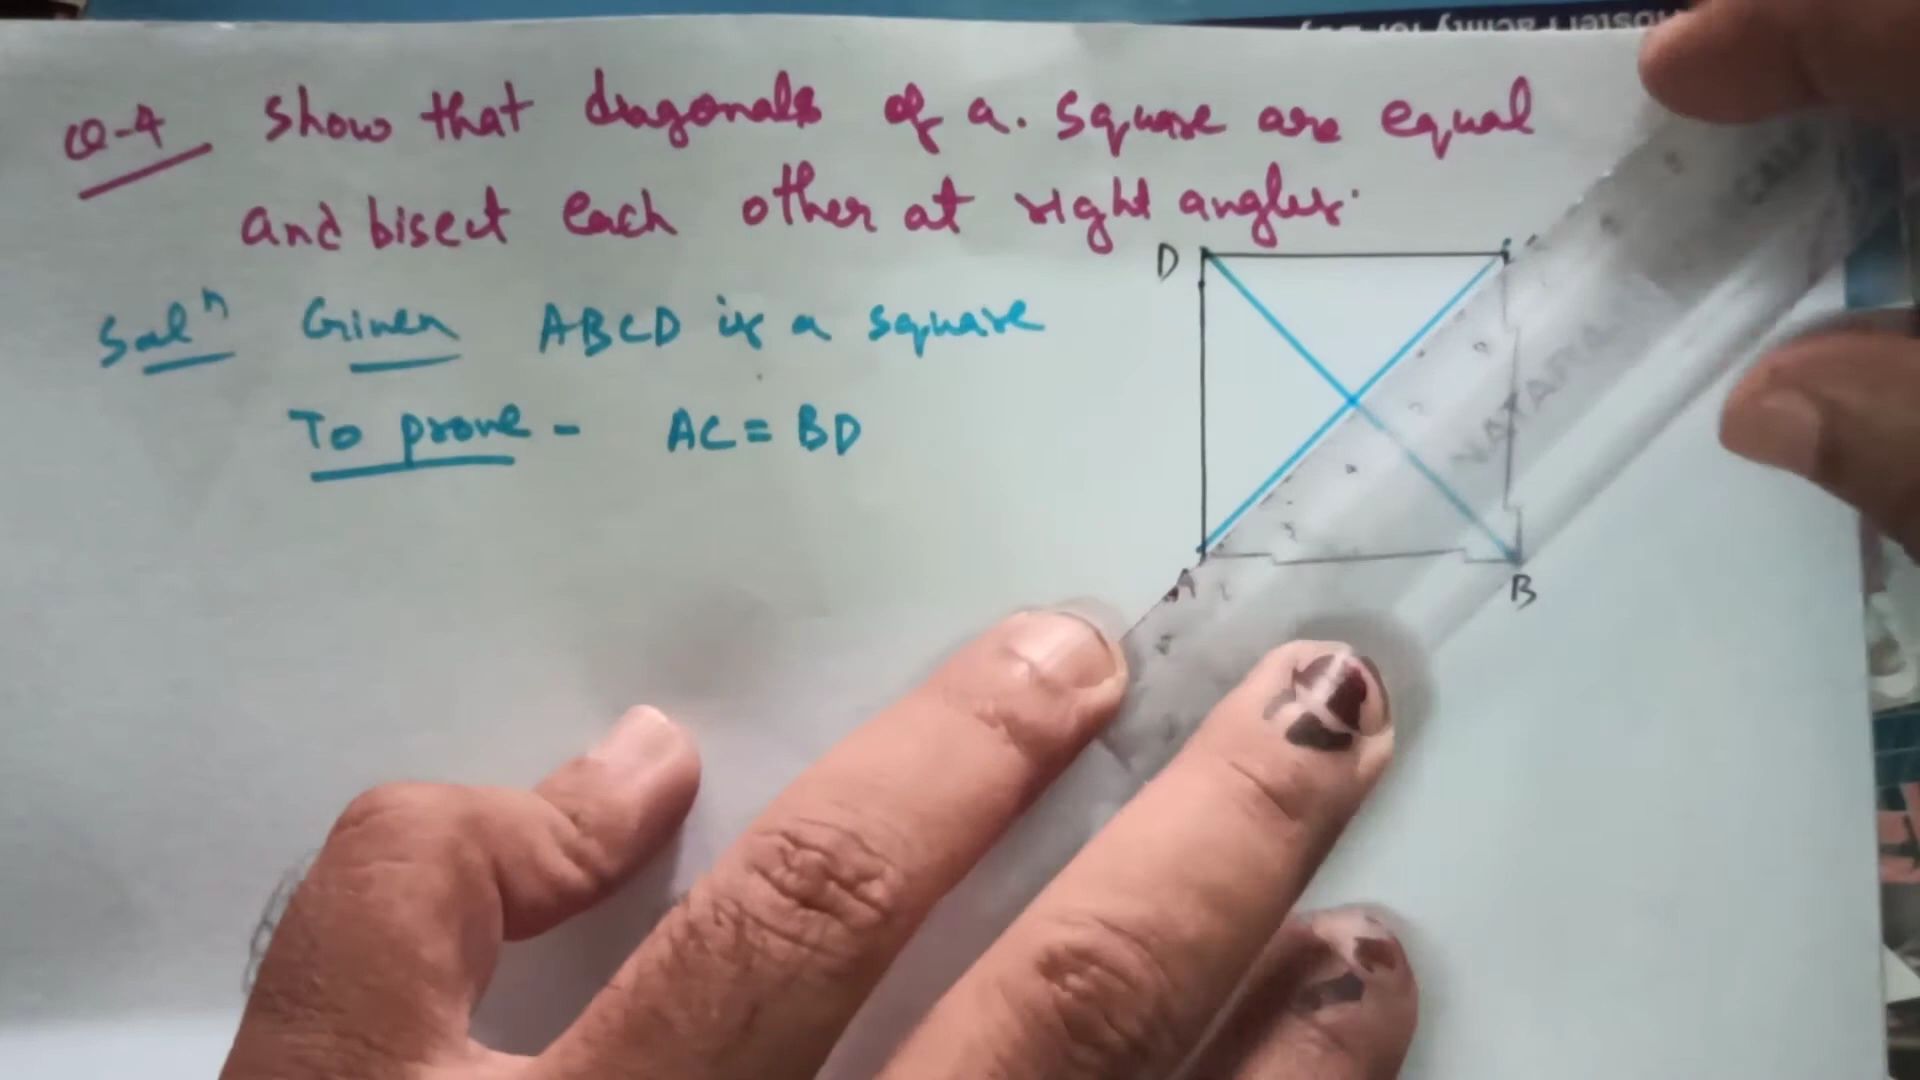 Q-4 Show that diagonals of a. square are equal
and bisect each other at right angles.
Solⁿ Given ABCD is a square
To prove - AC = BD
D
A
B
NATARA